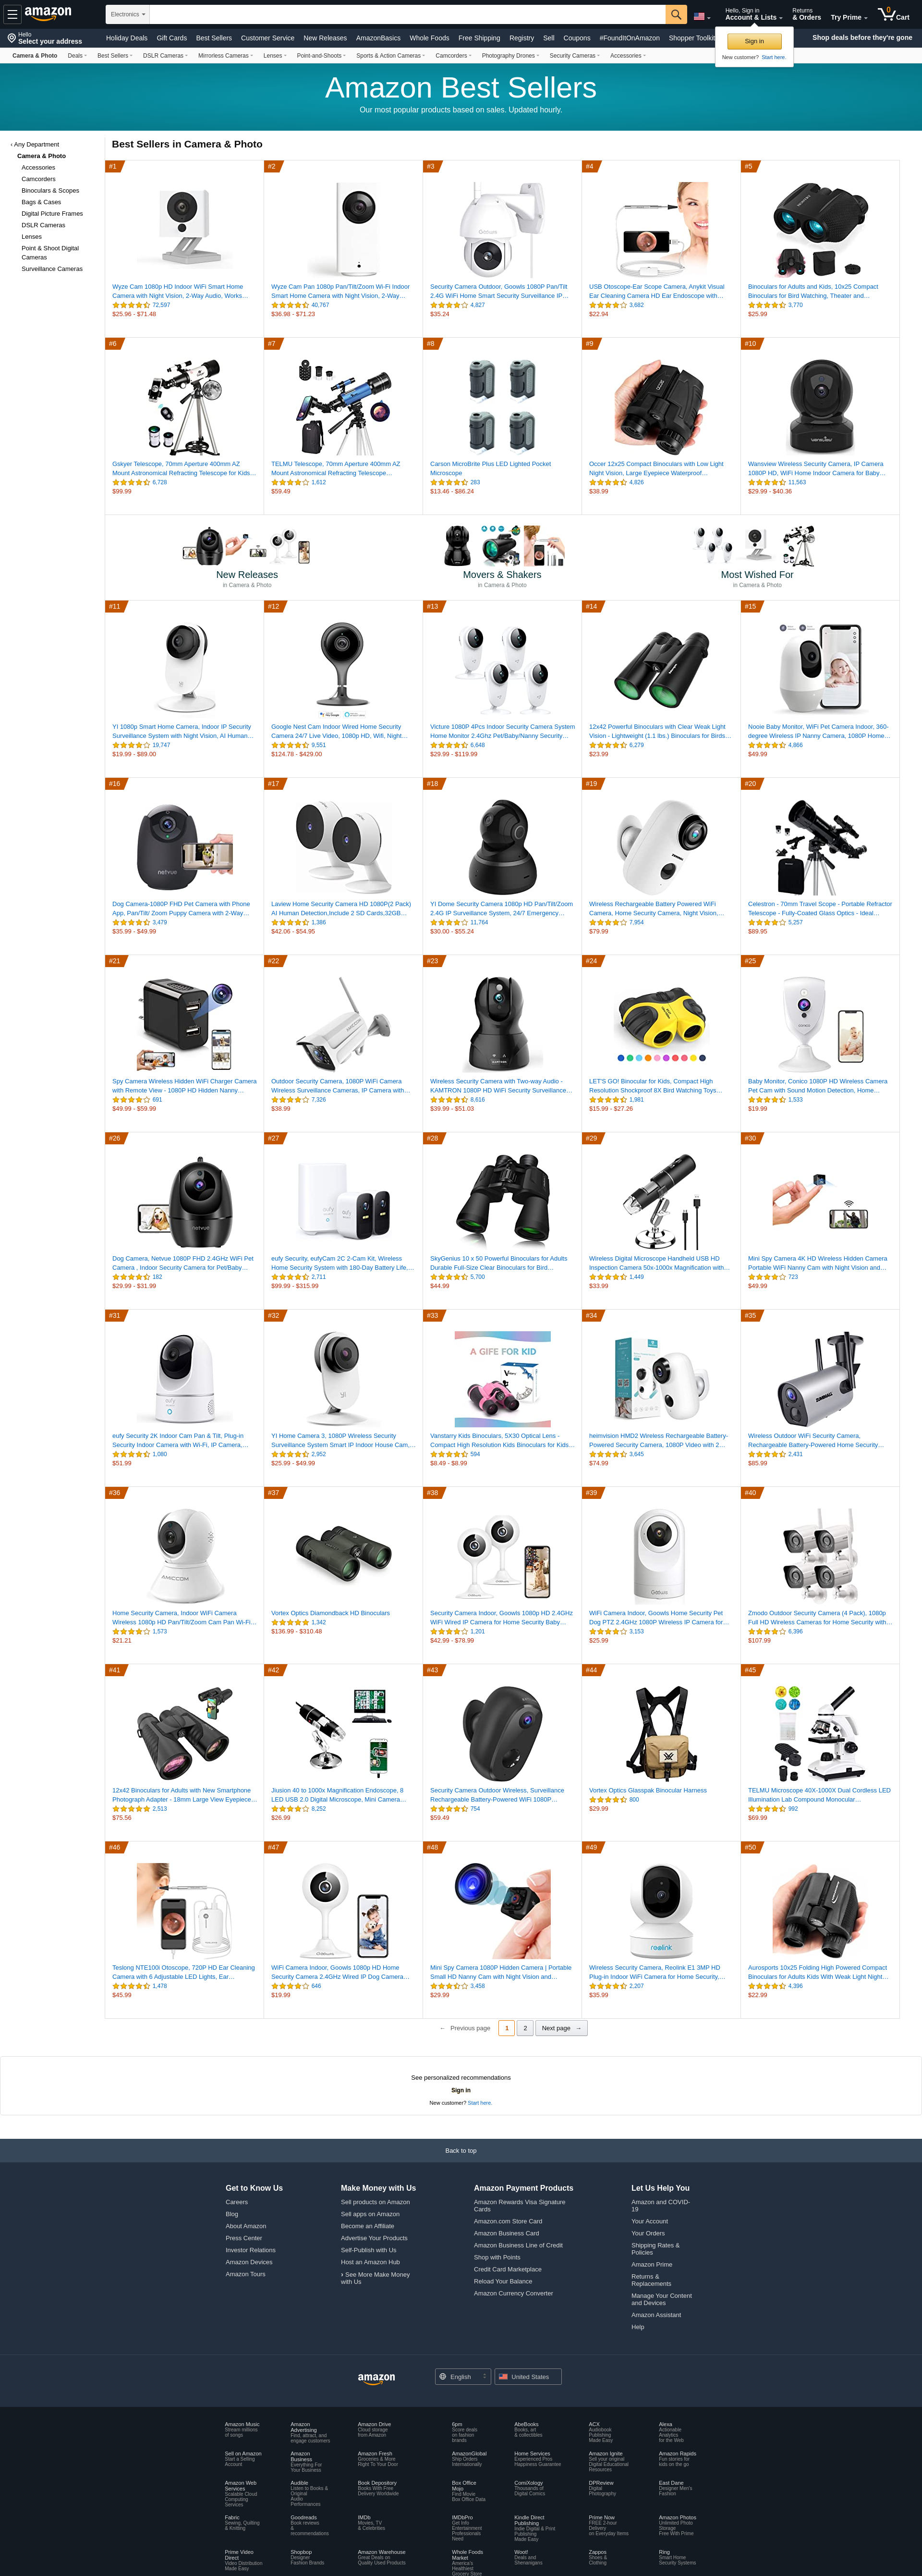 amazon
Electronics
Hello, Sign in
Account & Lists
Returns
& Orders
Try Prime
0
Cart
Hello
Select your address
Holiday Deals Gift Cards Best Sellers Customer Service New Releases AmazonBasics Whole Foods Free Shipping Registry Sell Coupons #FoundItOnAmazon Shopper Toolkit
Shop deals before they're gone
Sign in
New customer? Start here.
Camera & Photo Deals Best Sellers DSLR Cameras Mirrorless Cameras Lenses Point-and-Shoots Sports & Action Cameras Camcorders Photography Drones Security Cameras Accessories
Amazon Best Sellers
Our most popular products based on sales. Updated hourly.
‹ Any Department
Camera & Photo
Accessories
Camcorders
Binoculars & Scopes
Bags & Cases
Digital Picture Frames
DSLR Cameras
Lenses
Point & Shoot Digital
Cameras
Surveillance Cameras
Best Sellers in Camera & Photo
#1
Wyze Cam 1080p HD Indoor WiFi Smart Home
Camera with Night Vision, 2-Way Audio, Works…
72,597
$25.96 - $71.48
#2
Wyze Cam Pan 1080p Pan/Tilt/Zoom Wi-Fi Indoor
Smart Home Camera with Night Vision, 2-Way…
40,767
$36.98 - $71.23
#3
Security Camera Outdoor, Goowls 1080P Pan/Tilt
2.4G WiFi Home Smart Security Surveillance IP…
4,827
$35.24
#4
USB Otoscope-Ear Scope Camera, Anykit Visual
Ear Cleaning Camera HD Ear Endoscope with…
3,682
$22.94
#5
Binoculars for Adults and Kids, 10x25 Compact
Binoculars for Bird Watching, Theater and…
3,770
$25.99
#6
Gskyer Telescope, 70mm Aperture 400mm AZ
Mount Astronomical Refracting Telescope for Kids…
6,728
$99.99
#7
TELMU Telescope, 70mm Aperture 400mm AZ
Mount Astronomical Refracting Telescope…
1,612
$59.49
#8
Carson MicroBrite Plus LED Lighted Pocket
Microscope
283
$13.46 - $86.24
#9
Occer 12x25 Compact Binoculars with Low Light
Night Vision, Large Eyepiece Waterproof…
4,826
$38.99
#10
Wansview Wireless Security Camera, IP Camera
1080P HD, WiFi Home Indoor Camera for Baby…
11,563
$29.99 - $40.36
New Releases
in Camera & Photo
Movers & Shakers
in Camera & Photo
Most Wished For
in Camera & Photo
#11
YI 1080p Smart Home Camera, Indoor IP Security
Surveillance System with Night Vision, AI Human…
19,747
$19.99 - $89.00
#12
Google Nest Cam Indoor Wired Home Security
Camera 24/7 Live Video, 1080p HD, Wifi, Night…
9,551
$124.78 - $429.00
#13
Victure 1080P 4Pcs Indoor Security Camera System
Home Monitor 2.4Ghz Pet/Baby/Nanny Security…
6,648
$29.99 - $119.99
#14
12x42 Powerful Binoculars with Clear Weak Light
Vision - Lightweight (1.1 lbs.) Binoculars for Birds…
6,279
$23.99
#15
Nooie Baby Monitor, WiFi Pet Camera Indoor, 360-
degree Wireless IP Nanny Camera, 1080P Home…
4,866
$49.99
#16
netvue
Dog Camera-1080P FHD Pet Camera with Phone
App, Pan/Tilt/ Zoom Puppy Camera with 2-Way…
3,479
$35.99 - $49.99
#17
Laview Home Security Camera HD 1080P(2 Pack)
AI Human Detection.Include 2 SD Cards,32GB…
1,386
$42.06 - $54.95
#18
YI Dome Security Camera 1080p HD Pan/Tilt/Zoom
2.4G IP Surveillance System, 24/7 Emergency…
11,764
$30.00 - $55.24
#19
Wireless Rechargeable Battery Powered WiFi
Camera, Home Security Camera, Night Vision,…
7,954
$79.99
#20
Celestron - 70mm Travel Scope - Portable Refractor
Telescope - Fully-Coated Glass Optics - Ideal…
5,257
$89.95
#21
Spy Camera Wireless Hidden WiFi Charger Camera
with Remote View - 1080P HD Hidden Nanny…
691
$49.99 - $59.99
#22
Outdoor Security Camera, 1080P WiFi Camera
Wireless Surveillance Cameras, IP Camera with…
7,326
$38.99
#23
Wireless Security Camera with Two-way Audio -
KAMTRON 1080P HD WiFi Security Surveillance…
8,616
$39.99 - $51.03
#24
LET'S GO! Binocular for Kids, Compact High
Resolution Shockproof 8X Bird Watching Toys…
1,981
$15.99 - $27.26
#25
Baby Monitor, Conico 1080P HD Wireless Camera
Pet Cam with Sound Motion Detection, Home…
1,533
$19.99
#26
netvue
Dog Camera, Netvue 1080P FHD 2.4GHz WiFi Pet
Camera , Indoor Security Camera for Pet/Baby…
182
$29.99 - $31.99
#27
eufy Security, eufyCam 2C 2-Cam Kit, Wireless
Home Security System with 180-Day Battery Life,…
2,711
$99.99 - $315.99
#28
SkyGenius 10 x 50 Powerful Binoculars for Adults
Durable Full-Size Clear Binoculars for Bird…
5,700
$44.99
#29
Wireless Digital Microscope Handheld USB HD
Inspection Camera 50x-1000x Magnification with…
1,449
$33.99
#30
Mini Spy Camera 4K HD Wireless Hidden Camera
Portable WiFi Nanny Cam with Night Vision and…
723
$49.99
#31
eufy Security 2K Indoor Cam Pan & Tilt, Plug-in
Security Indoor Camera with Wi-Fi, IP Camera,…
1,080
$51.99
#32
YI Home Camera 3, 1080P Wireless Security
Surveillance System Smart IP Indoor House Cam,…
2,952
$25.99 - $49.99
#33
A GIFE FOR KID
Vanstarry Kids Binoculars, 5X30 Optical Lens -
Compact High Resolution Kids Binoculars for Kids…
594
$8.49 - $8.99
#34
heimvision HMD2 Wireless Rechargeable Battery-
Powered Security Camera, 1080P Video with 2…
3,645
$74.99
#35
Wireless Outdoor WiFi Security Camera,
Rechargeable Battery-Powered Home Security…
2,431
$85.99
#36
AMICCOM
Home Security Camera, Indoor WiFi Camera
Wireless 1080p HD Pan/Tilt/Zoom Cam Pan Wi-Fi…
1,573
$21.21
#37
Vortex Optics Diamondback HD Binoculars
1,342
$136.99 - $310.48
#38
Security Camera Indoor, Goowls 1080p HD 2.4GHz
WiFi Wired IP Camera for Home Security Baby…
1,201
$42.99 - $78.99
#39
WiFi Camera Indoor, Goowls Home Security Pet
Dog PTZ 2.4GHz 1080P Wireless IP Camera for…
3,153
$25.99
#40
Zmodo Outdoor Security Camera (4 Pack), 1080p
Full HD Wireless Cameras for Home Security with…
6,396
$107.99
#41
12x42 Binoculars for Adults with New Smartphone
Photograph Adapter - 18mm Large View Eyepiece…
2,513
$75.56
#42
Jiusion 40 to 1000x Magnification Endoscope, 8
LED USB 2.0 Digital Microscope, Mini Camera…
8,252
$26.99
#43
Security Camera Outdoor Wireless, Surveillance
Rechargeable Battery-Powered WiFi 1080P…
754
$59.49
#44
Vortex Optics Glasspak Binocular Harness
800
$29.99
#45
TELMU Microscope 40X-1000X Dual Cordless LED
Illumination Lab Compound Monocular…
992
$69.99
#46
Teslong NTE100i Otoscope, 720P HD Ear Cleaning
Camera with 6 Adjustable LED Lights, Ear…
1,478
$45.99
#47
WiFi Camera Indoor, Goowls 1080p HD Home
Security Camera 2.4GHz Wired IP Dog Camera…
646
$19.99
#48
Mini Spy Camera 1080P Hidden Camera | Portable
Small HD Nanny Cam with Night Vision and…
3,458
$29.99
#49
reolink
Wireless Security Camera, Reolink E1 3MP HD
Plug-in Indoor WiFi Camera for Home Security,…
2,207
$35.99
#50
Aurosports 10x25 Folding High Powered Compact
Binoculars for Adults Kids With Weak Light Night…
4,396
$22.99
← Previous page 1 2 Next page →
See personalized recommendations
Sign in
New customer? Start here.
Back to top
Get to Know Us
Careers
Blog
About Amazon
Press Center
Investor Relations
Amazon Devices
Amazon Tours
Make Money with Us
Sell products on Amazon
Sell apps on Amazon
Become an Affiliate
Advertise Your Products
Self-Publish with Us
Host an Amazon Hub
› See More Make Money
with Us
Amazon Payment Products
Amazon Rewards Visa Signature
Cards
Amazon.com Store Card
Amazon Business Card
Amazon Business Line of Credit
Shop with Points
Credit Card Marketplace
Reload Your Balance
Amazon Currency Converter
Let Us Help You
Amazon and COVID-
19
Your Account
Your Orders
Shipping Rates &
Policies
Amazon Prime
Returns &
Replacements
Manage Your Content
and Devices
Amazon Assistant
Help
amazon
English
United States
Amazon Music
Stream millions
of songs
Amazon
Advertising
Find, attract, and
engage customers
Amazon Drive
Cloud storage
from Amazon
6pm
Score deals
on fashion
brands
AbeBooks
Books, art
& collectibles
ACX
Audiobook
Publishing
Made Easy
Alexa
Actionable
Analytics
for the Web
Sell on Amazon
Start a Selling
Account
Amazon
Business
Everything For
Your Business
Amazon Fresh
Groceries & More
Right To Your Door
AmazonGlobal
Ship Orders
Internationally
Home Services
Experienced Pros
Happiness Guarantee
Amazon Ignite
Sell your original
Digital Educational
Resources
Amazon Rapids
Fun stories for
kids on the go
Amazon Web
Services
Scalable Cloud
Computing
Services
Audible
Listen to Books &
Original
Audio
Performances
Book Depository
Books With Free
Delivery Worldwide
Box Office
Mojo
Find Movie
Box Office Data
ComiXology
Thousands of
Digital Comics
DPReview
Digital
Photography
East Dane
Designer Men's
Fashion
Fabric
Sewing, Quilting
& Knitting
Goodreads
Book reviews
&
recommendations
IMDb
Movies, TV
& Celebrities
IMDbPro
Get Info
Entertainment
Professionals
Need
Kindle Direct
Publishing
Indie Digital & Print
Publishing
Made Easy
Prime Now
FREE 2-hour
Delivery
on Everyday Items
Amazon Photos
Unlimited Photo
Storage
Free With Prime
Prime Video
Direct
Video Distribution
Made Easy
Shopbop
Designer
Fashion Brands
Amazon Warehouse
Great Deals on
Quality Used Products
Whole Foods
Market
America's
Healthiest
Grocery Store
Woot!
Deals and
Shenanigans
Zappos
Shoes &
Clothing
Ring
Smart Home
Security Systems